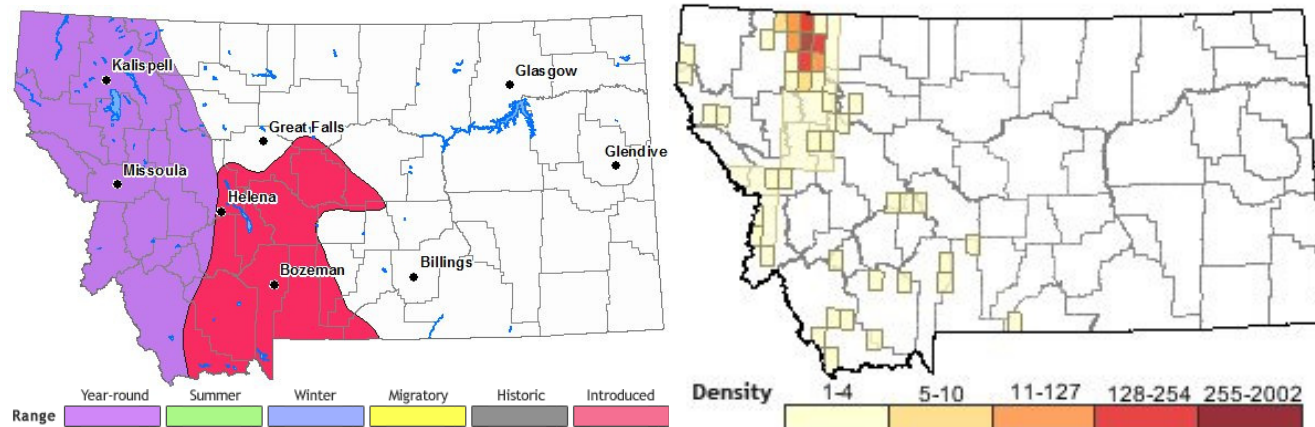 Kalispell
Glasgow
Great Falls
Glendive
Missoula
Helena
Billings
Bozeman
Year-round Summer Winter Migratory Historic Introduced
Range
Density 1-4 5-10 11-127 128-254 255-2002